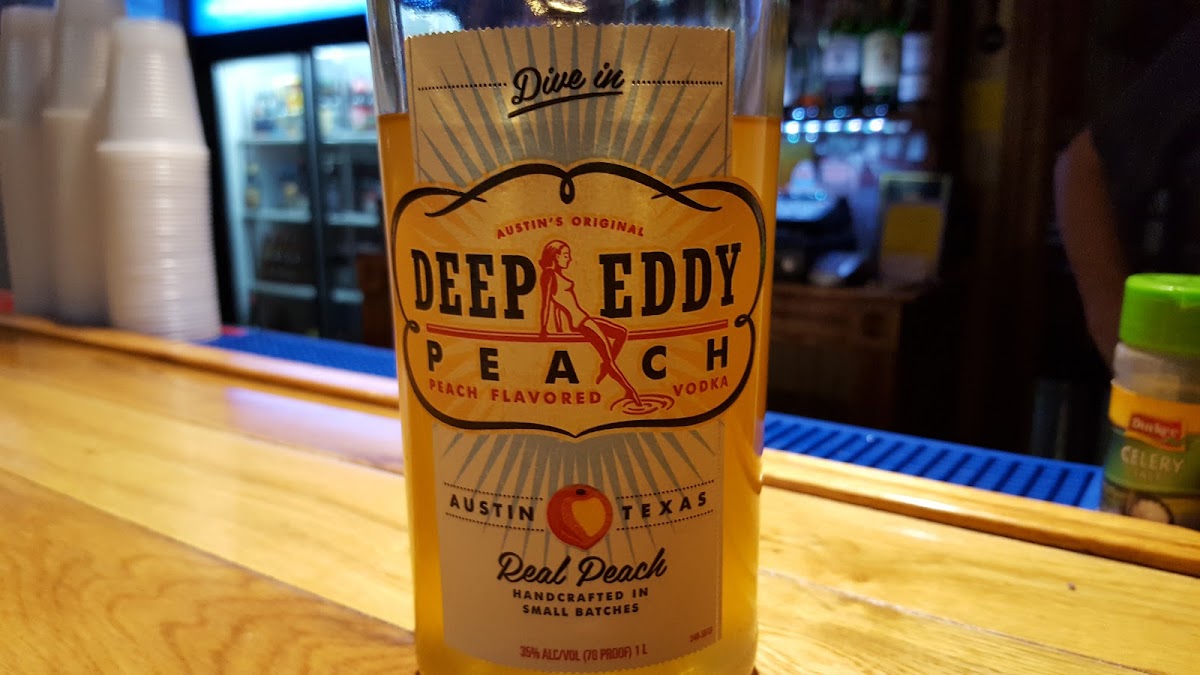 Dive in
AUSTIN'S ORIGINAL
DEEP EDDY
PEACH
PEACH FLAVORED VODKA
AUSTIN TEXAS
Real Peach
HANDCRAFTED IN
SMALL BATCHES
35% ALC/VOL (70 PROOF) 1 L
Durkee
CELERY